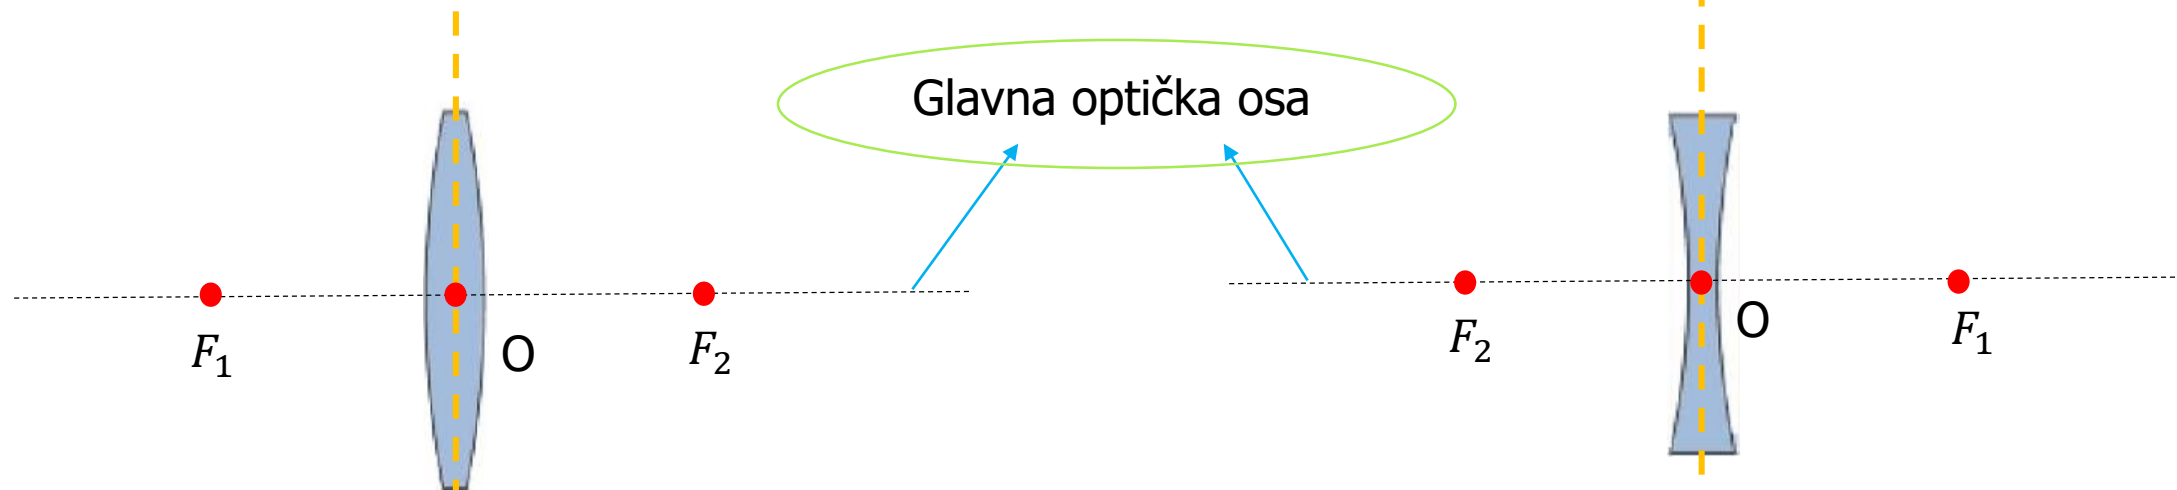 Glavna optička osa
F₁
O
F₂
F₂
O
F₁